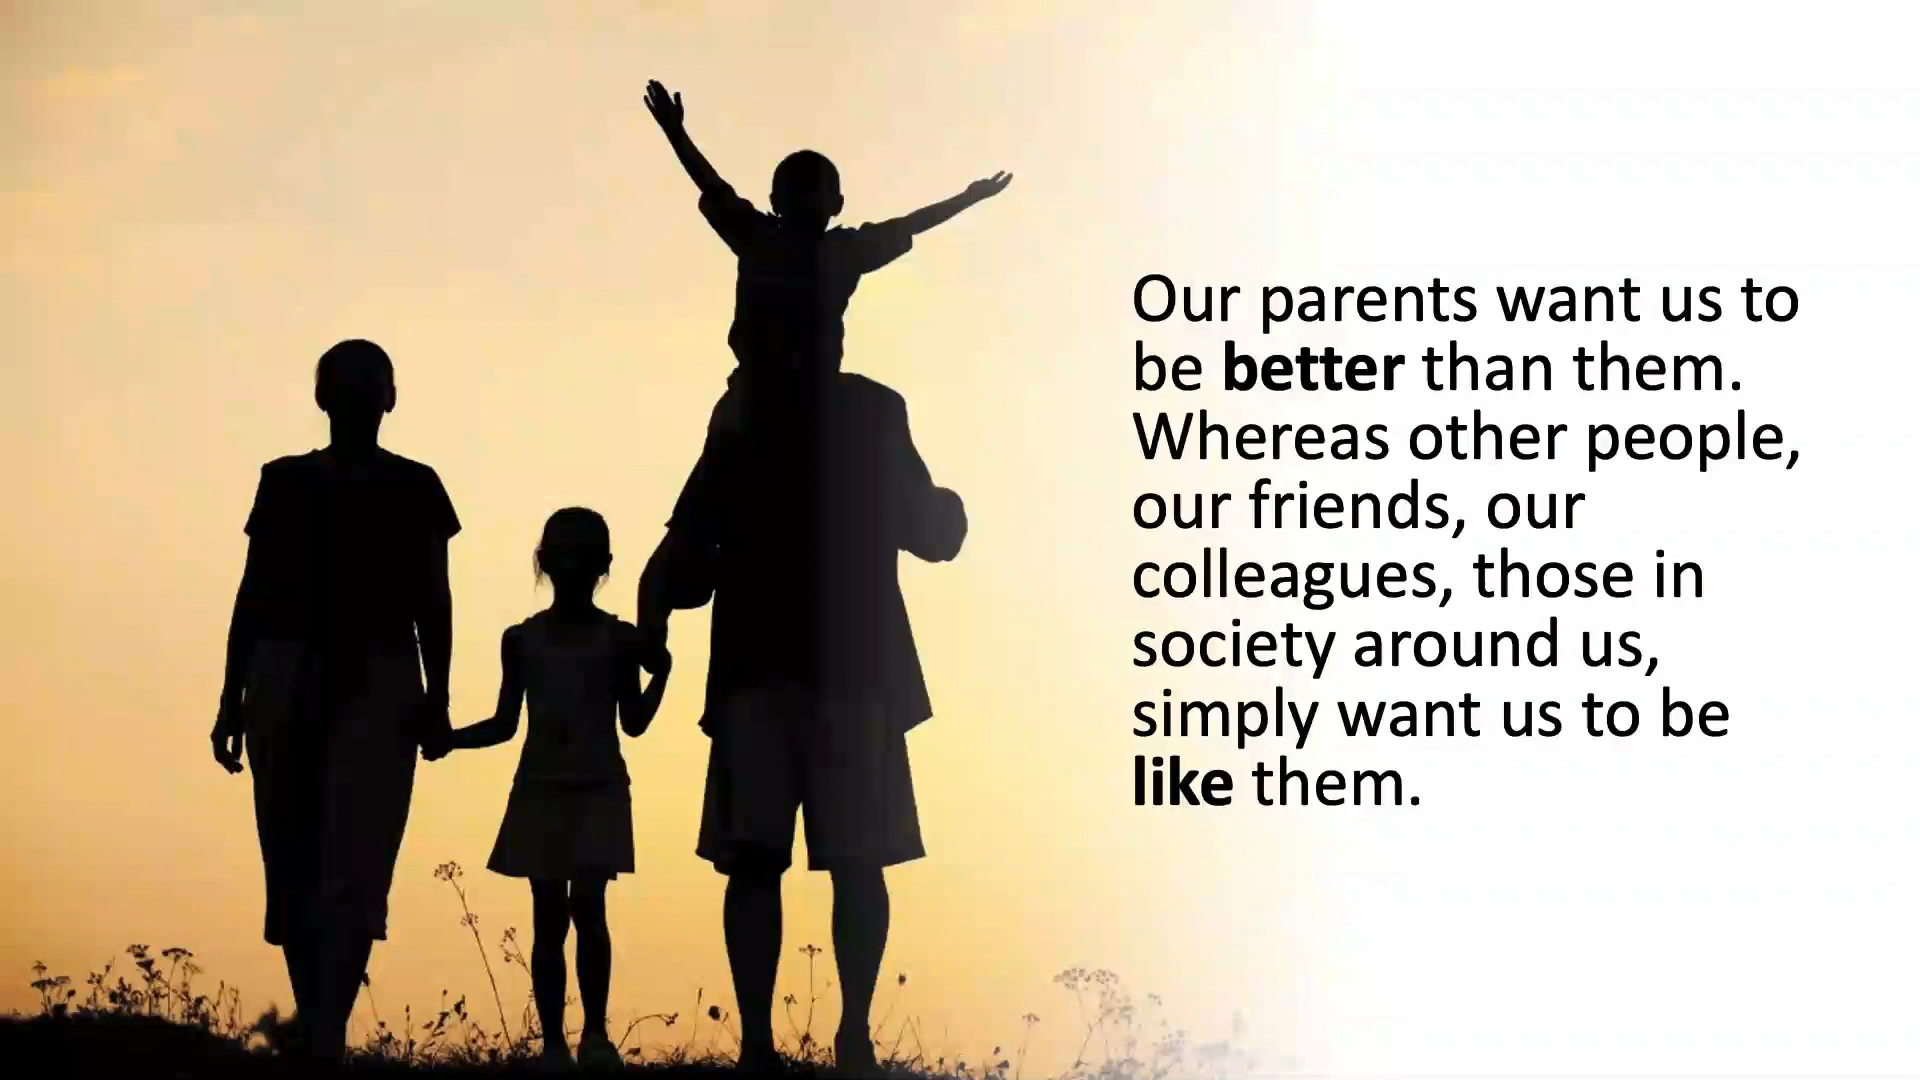 Our parents want us to
be better than them.
Whereas other people,
our friends, our
colleagues, those in
society around us,
simply want us to be
like them.